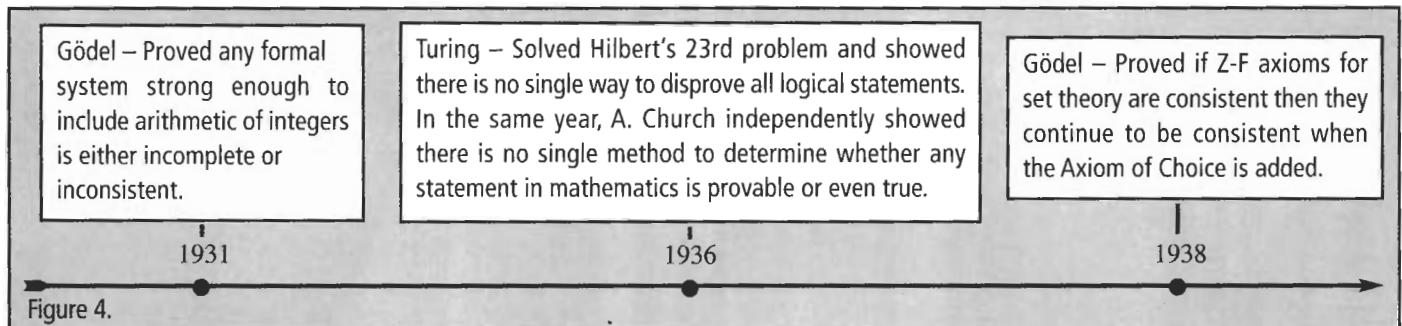 Gödel – Proved any formal
system strong enough to
include arithmetic of integers
is either incomplete or
inconsistent.
Turing – Solved Hilbert's 23rd problem and showed
there is no single way to disprove all logical statements.
In the same year, A. Church independently showed
there is no single method to determine whether any
statement in mathematics is provable or even true.
Gödel – Proved if Z-F axioms for
set theory are consistent then they
continue to be consistent when
the Axiom of Choice is added.
1931
1936
1938
Figure 4.